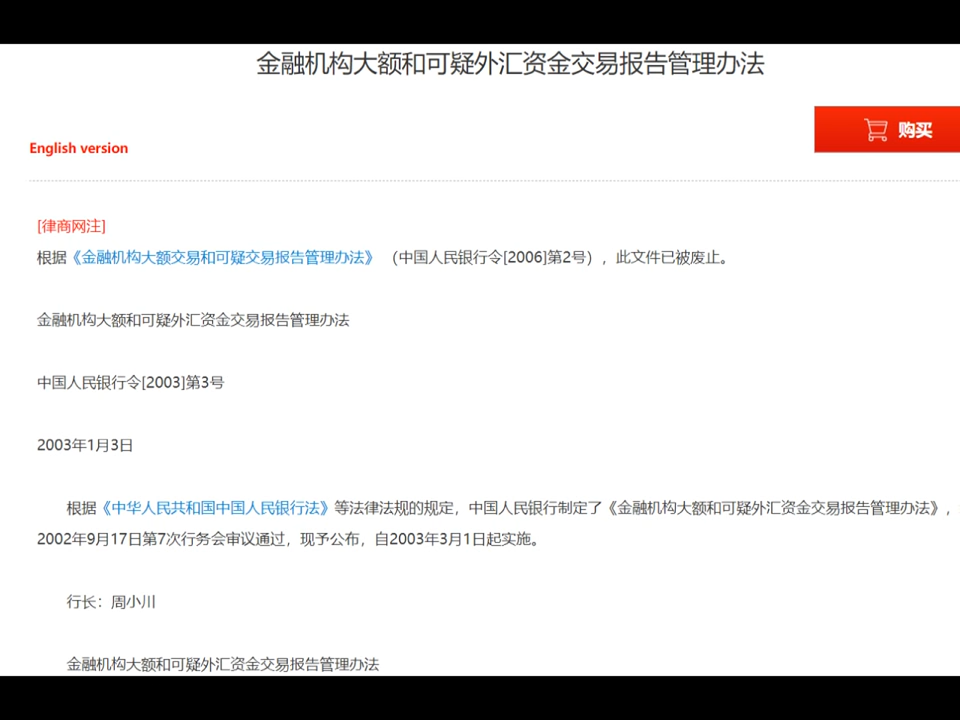 金融机构大额和可疑外汇资金交易报告管理办法
购买
English version
[律商网注]
根据《金融机构大额交易和可疑交易报告管理办法》 （中国人民银行令[2006]第2号），此文件已被废止。
金融机构大额和可疑外汇资金交易报告管理办法
中国人民银行令[2003]第3号
2003年1月3日
根据《中华人民共和国中国人民银行法》等法律法规的规定，中国人民银行制定了《金融机构大额和可疑外汇资金交易报告管理办法》，
2002年9月17日第7次行务会审议通过，现予公布，自2003年3月1日起实施。
行长：周小川
金融机构大额和可疑外汇资金交易报告管理办法